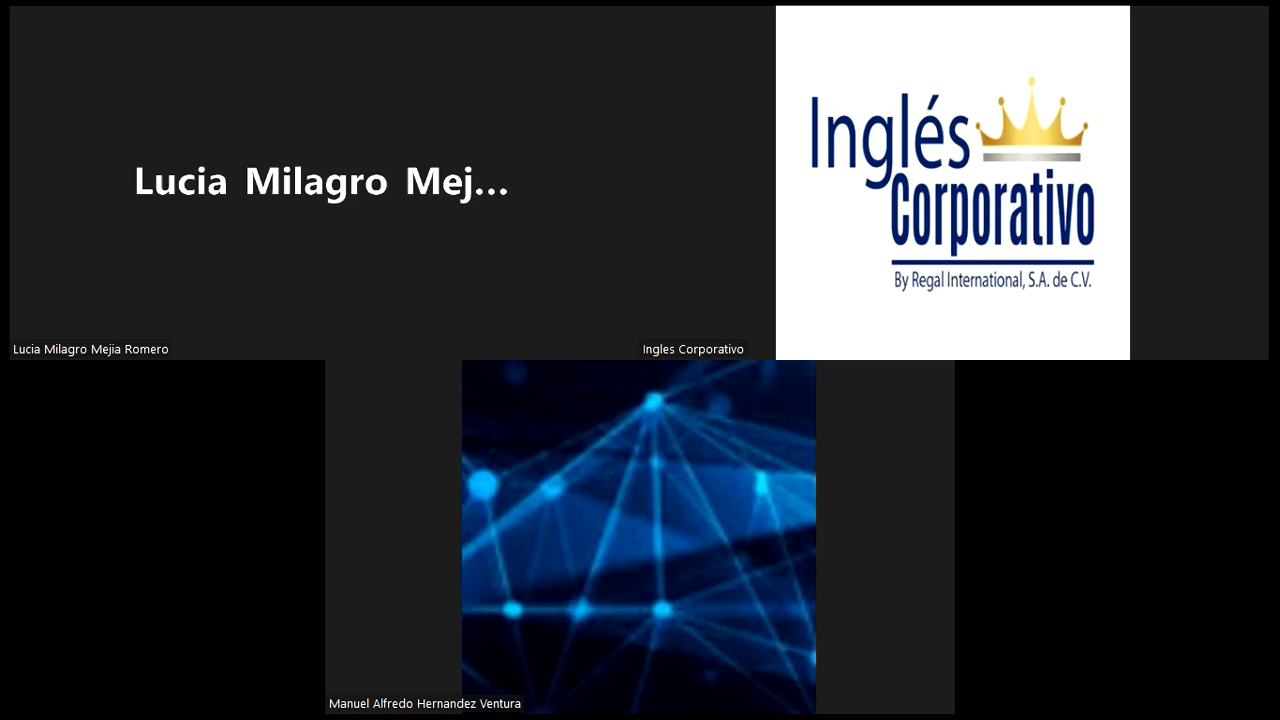 Lucia Milagro Mej...
Inglés
Corporativo
By Regal International, S.A. de C.V.
Lucia Milagro Mejia Romero
Ingles Corporativo
Manuel Alfredo Hernandez Ventura